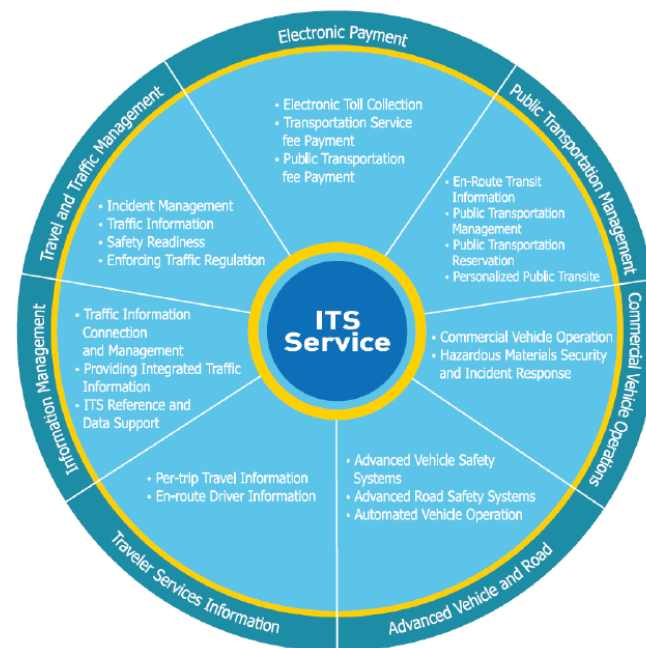 Electronic Payment
• Electronic Toll Collection
• Transportation Service
fee Payment
• Public Transportation
fee Payment
Public Transportation Management
• En-Route Transit
Information
• Public Transportation
Management
• Public Transportation
Reservation
• Personalized Public Transite
Commercial Vehicle Operations
• Commercial Vehicle Operation
• Hazardous Materials Security
and Incident Response
Advanced Vehicle and Road
• Advanced Vehicle Safety
Systems
• Advanced Road Safety Systems
• Automated Vehicle Operation
Traveler Services Information
• Per-trip Travel Information
• En-route Driver Information
Information Management
• Traffic Information
Connection
and Management
• Providing Integrated Traffic
Information
• ITS Reference and
Data Support
Travel and Traffic Management
• Incident Management
• Traffic Information
• Safety Readiness
• Enforcing Traffic Regulation
ITS
Service